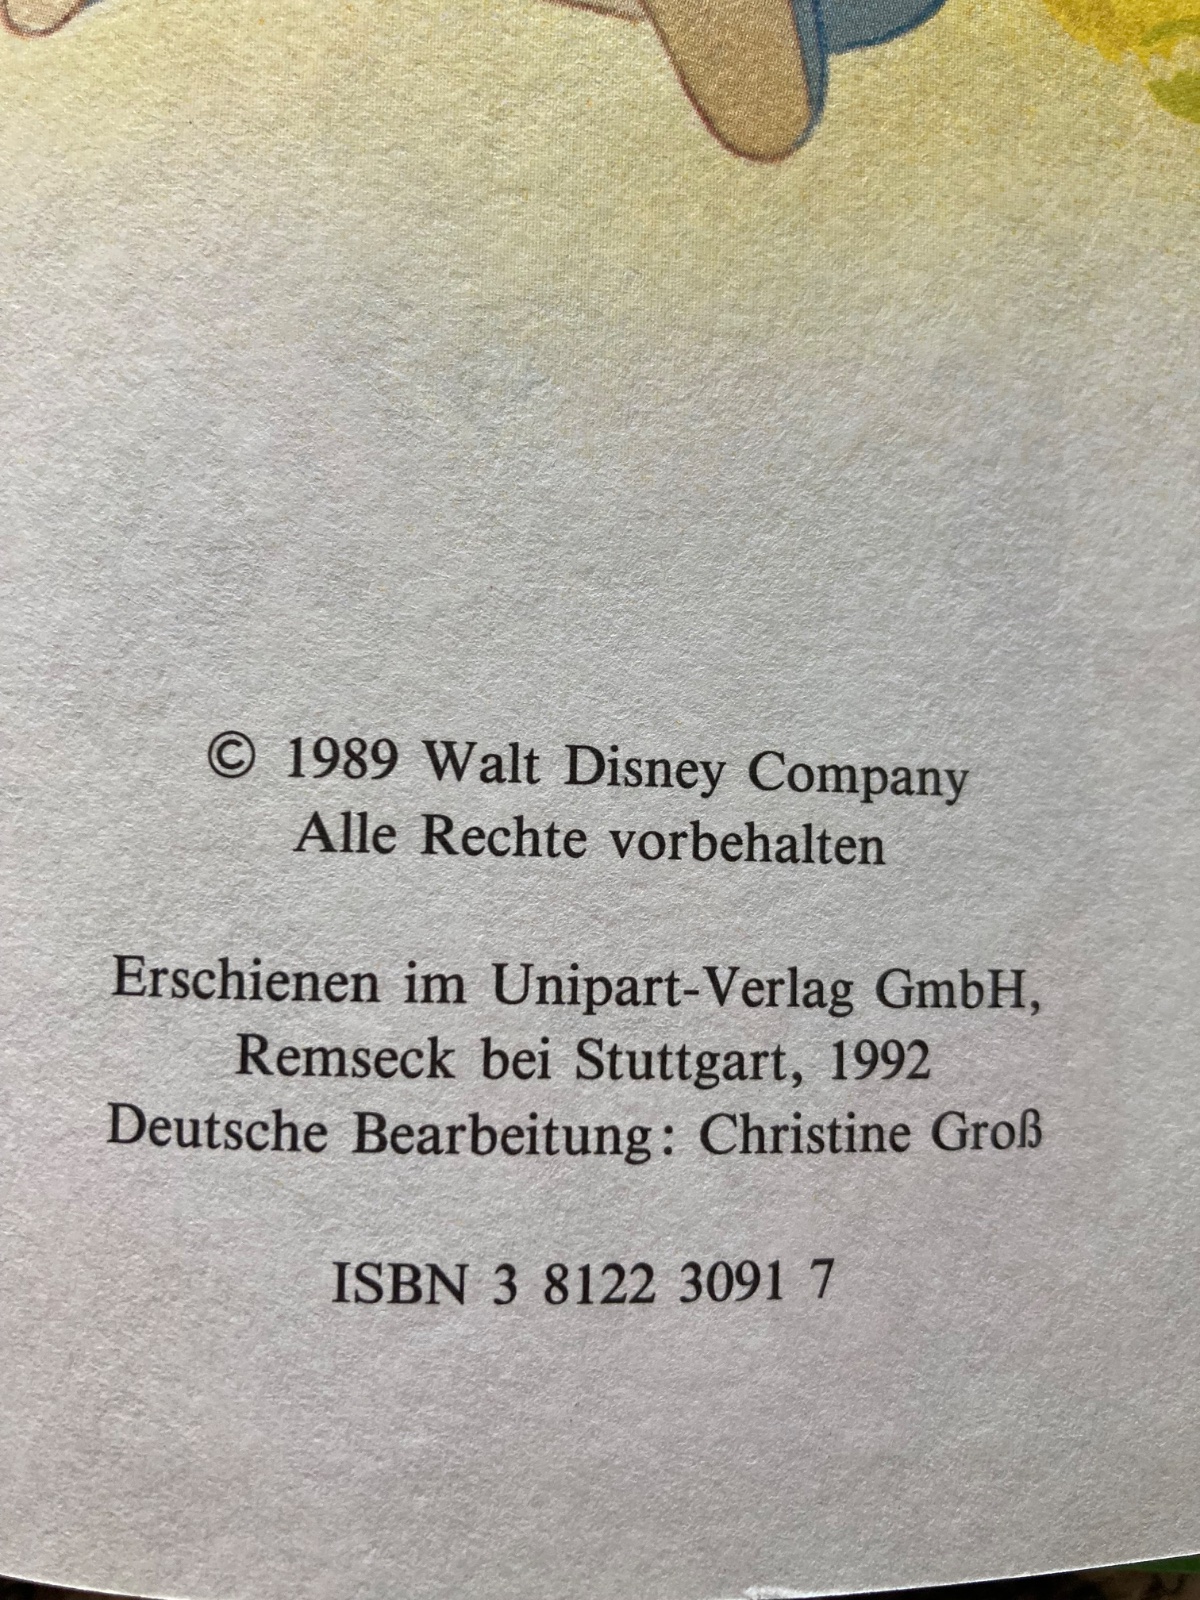 © 1989 Walt Disney Company
Alle Rechte vorbehalten
Erschienen im Unipart-Verlag GmbH,
Remseck bei Stuttgart, 1992
Deutsche Bearbeitung: Christine Groß
ISBN 3 8122 3091 7